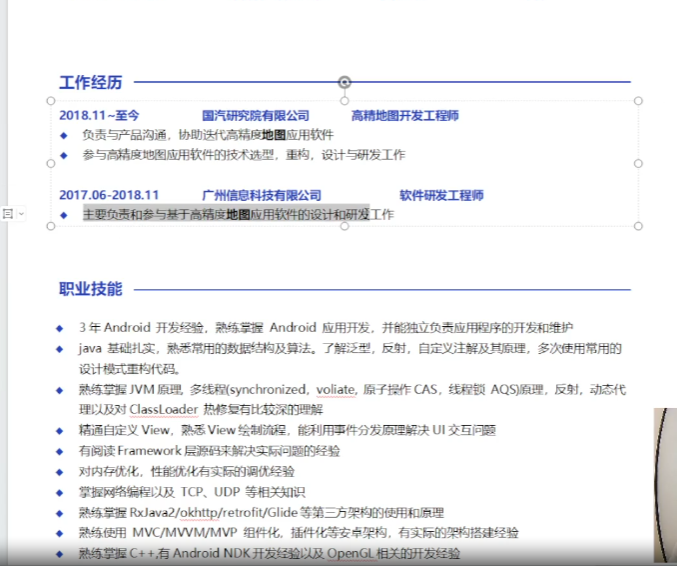 工作经历
2018.11~至今 国汽研究院有限公司 高精地图开发工程师
负责与产品沟通，协助迭代高精度地图应用软件
参与高精度地图应用软件的技术选型，重构，设计与研发工作
2017.06-2018.11 广州信息科技有限公司 软件研发工程师
主要负责和参与基于高精度地图应用软件的设计和研发工作
职业技能
3 年 Android 开发经验，熟练掌握 Android 应用开发，并能独立负责应用程序的开发和维护
java 基础扎实，熟悉常用的数据结构及算法。了解泛型，反射，自定义注解及其原理，多次使用常用的
设计模式重构代码。
熟练掌握 JVM 原理, 多线程(synchronized，voliate, 原子操作 CAS，线程锁 AQS)原理，反射，动态代
理以及对 ClassLoader 热修复有比较深的理解
精通自定义 View，熟悉 View 绘制流程，能利用事件分发原理解决 UI 交互问题
有阅读 Framework 层源码来解决实际问题的经验
对内存优化，性能优化有实际的调优经验
掌握网络编程以及 TCP、UDP 等相关知识
熟练掌握 RxJava2/okhttp/retrofit/Glide 等第三方架构的使用和原理
熟练使用 MVC/MVVM/MVP 组件化，插件化等安卓架构，有实际的架构搭建经验
熟练掌握 C++,有 Android NDK 开发经验以及 OpenGL 相关的开发经验